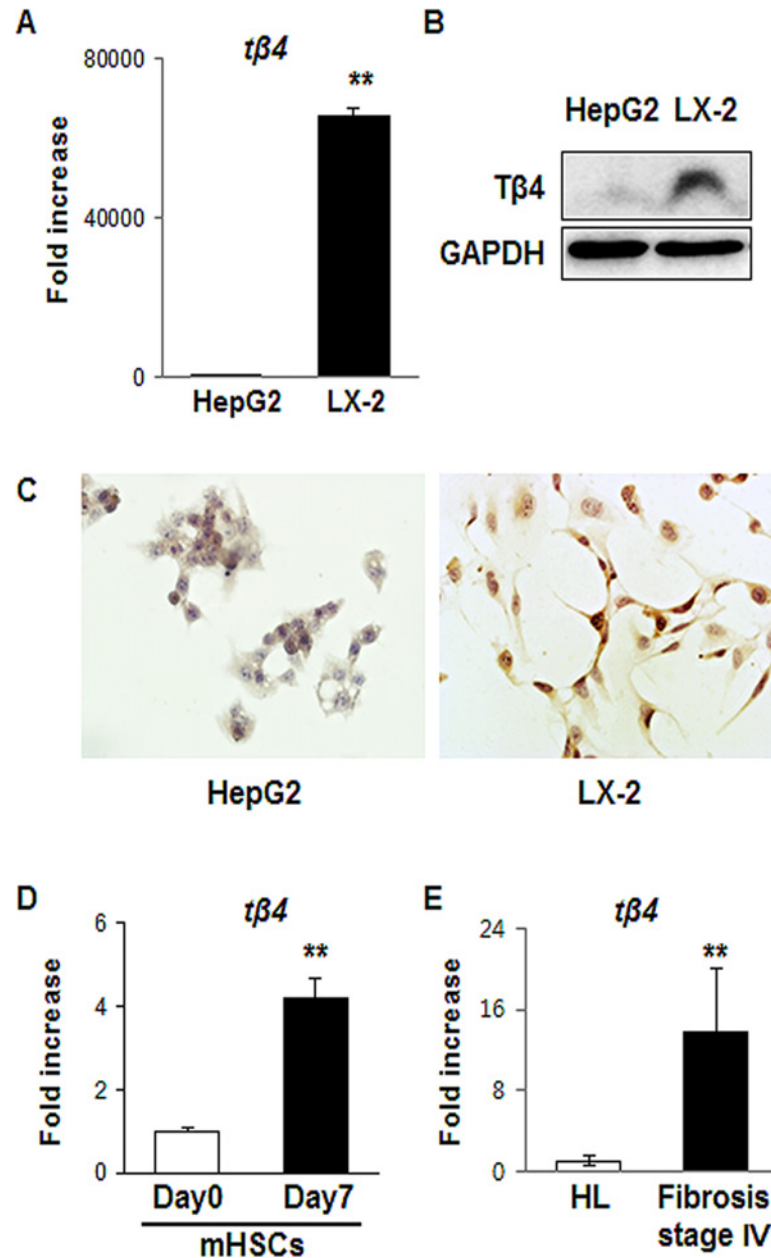 A
tβ4
**
80000
40000
0
Fold increase
HepG2
LX-2
B
HepG2 LX-2
Tβ4
GAPDH
C
HepG2
LX-2
D
tβ4
**
6
4
2
0
Fold increase
Day0
Day7
mHSCs
E
tβ4
**
24
16
8
0
Fold increase
HL
Fibrosis
stage IV